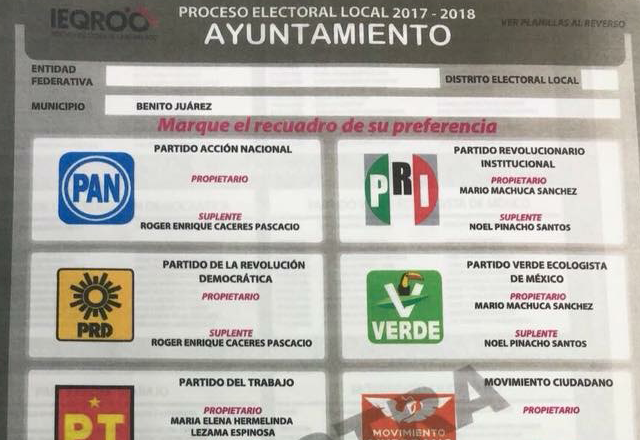 IEQROO
PROCESO ELECTORAL LOCAL 2017 - 2018
VER PLANILLAS AL REVERSO
AYUNTAMIENTO
ENTIDAD
FEDERATIVA
DISTRITO ELECTORAL LOCAL
MUNICIPIO
BENITO JUÁREZ
Marque el recuadro de su preferencia
PAN
PARTIDO ACCIÓN NACIONAL
PROPIETARIO
SUPLENTE
ROGER ENRIQUE CACERES PASCACIO
PRI
PARTIDO REVOLUCIONARIO
INSTITUCIONAL
PROPIETARIO
MARIO MACHUCA SANCHEZ
SUPLENTE
NOEL PINACHO SANTOS
PRD
PARTIDO DE LA REVOLUCIÓN
DEMOCRÁTICA
PROPIETARIO
SUPLENTE
ROGER ENRIQUE CACERES PASCACIO
VERDE
PARTIDO VERDE ECOLOGISTA
DE MÉXICO
PROPIETARIO
MARIO MACHUCA SANCHEZ
SUPLENTE
NOEL PINACHO SANTOS
PT
PARTIDO DEL TRABAJO
PROPIETARIO
MARIA ELENA HERMELINDA
LEZAMA ESPINOSA
MOVIMIENTO
MOVIMIENTO CIUDADANO
PROPIETARIO